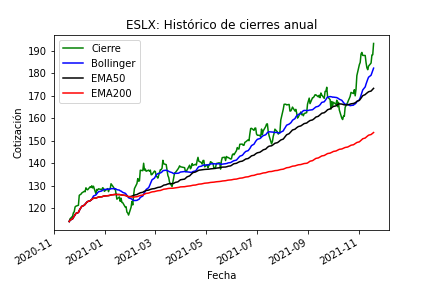 ESLX: Histórico de cierres anual
Cierre
Bollinger
EMA50
EMA200
Cotización
190
180
170
160
150
140
130
120
2020-11
2021-01
2021-03
2021-05
2021-07
2021-09
2021-11
Fecha